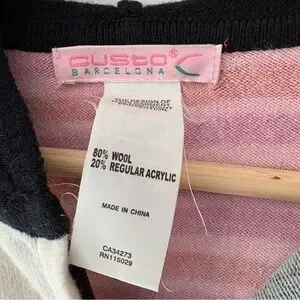 custo
BARCELONA
80% WOOL
20% REGULAR ACRYLIC
MADE IN CHINA
CA34273
RN115029